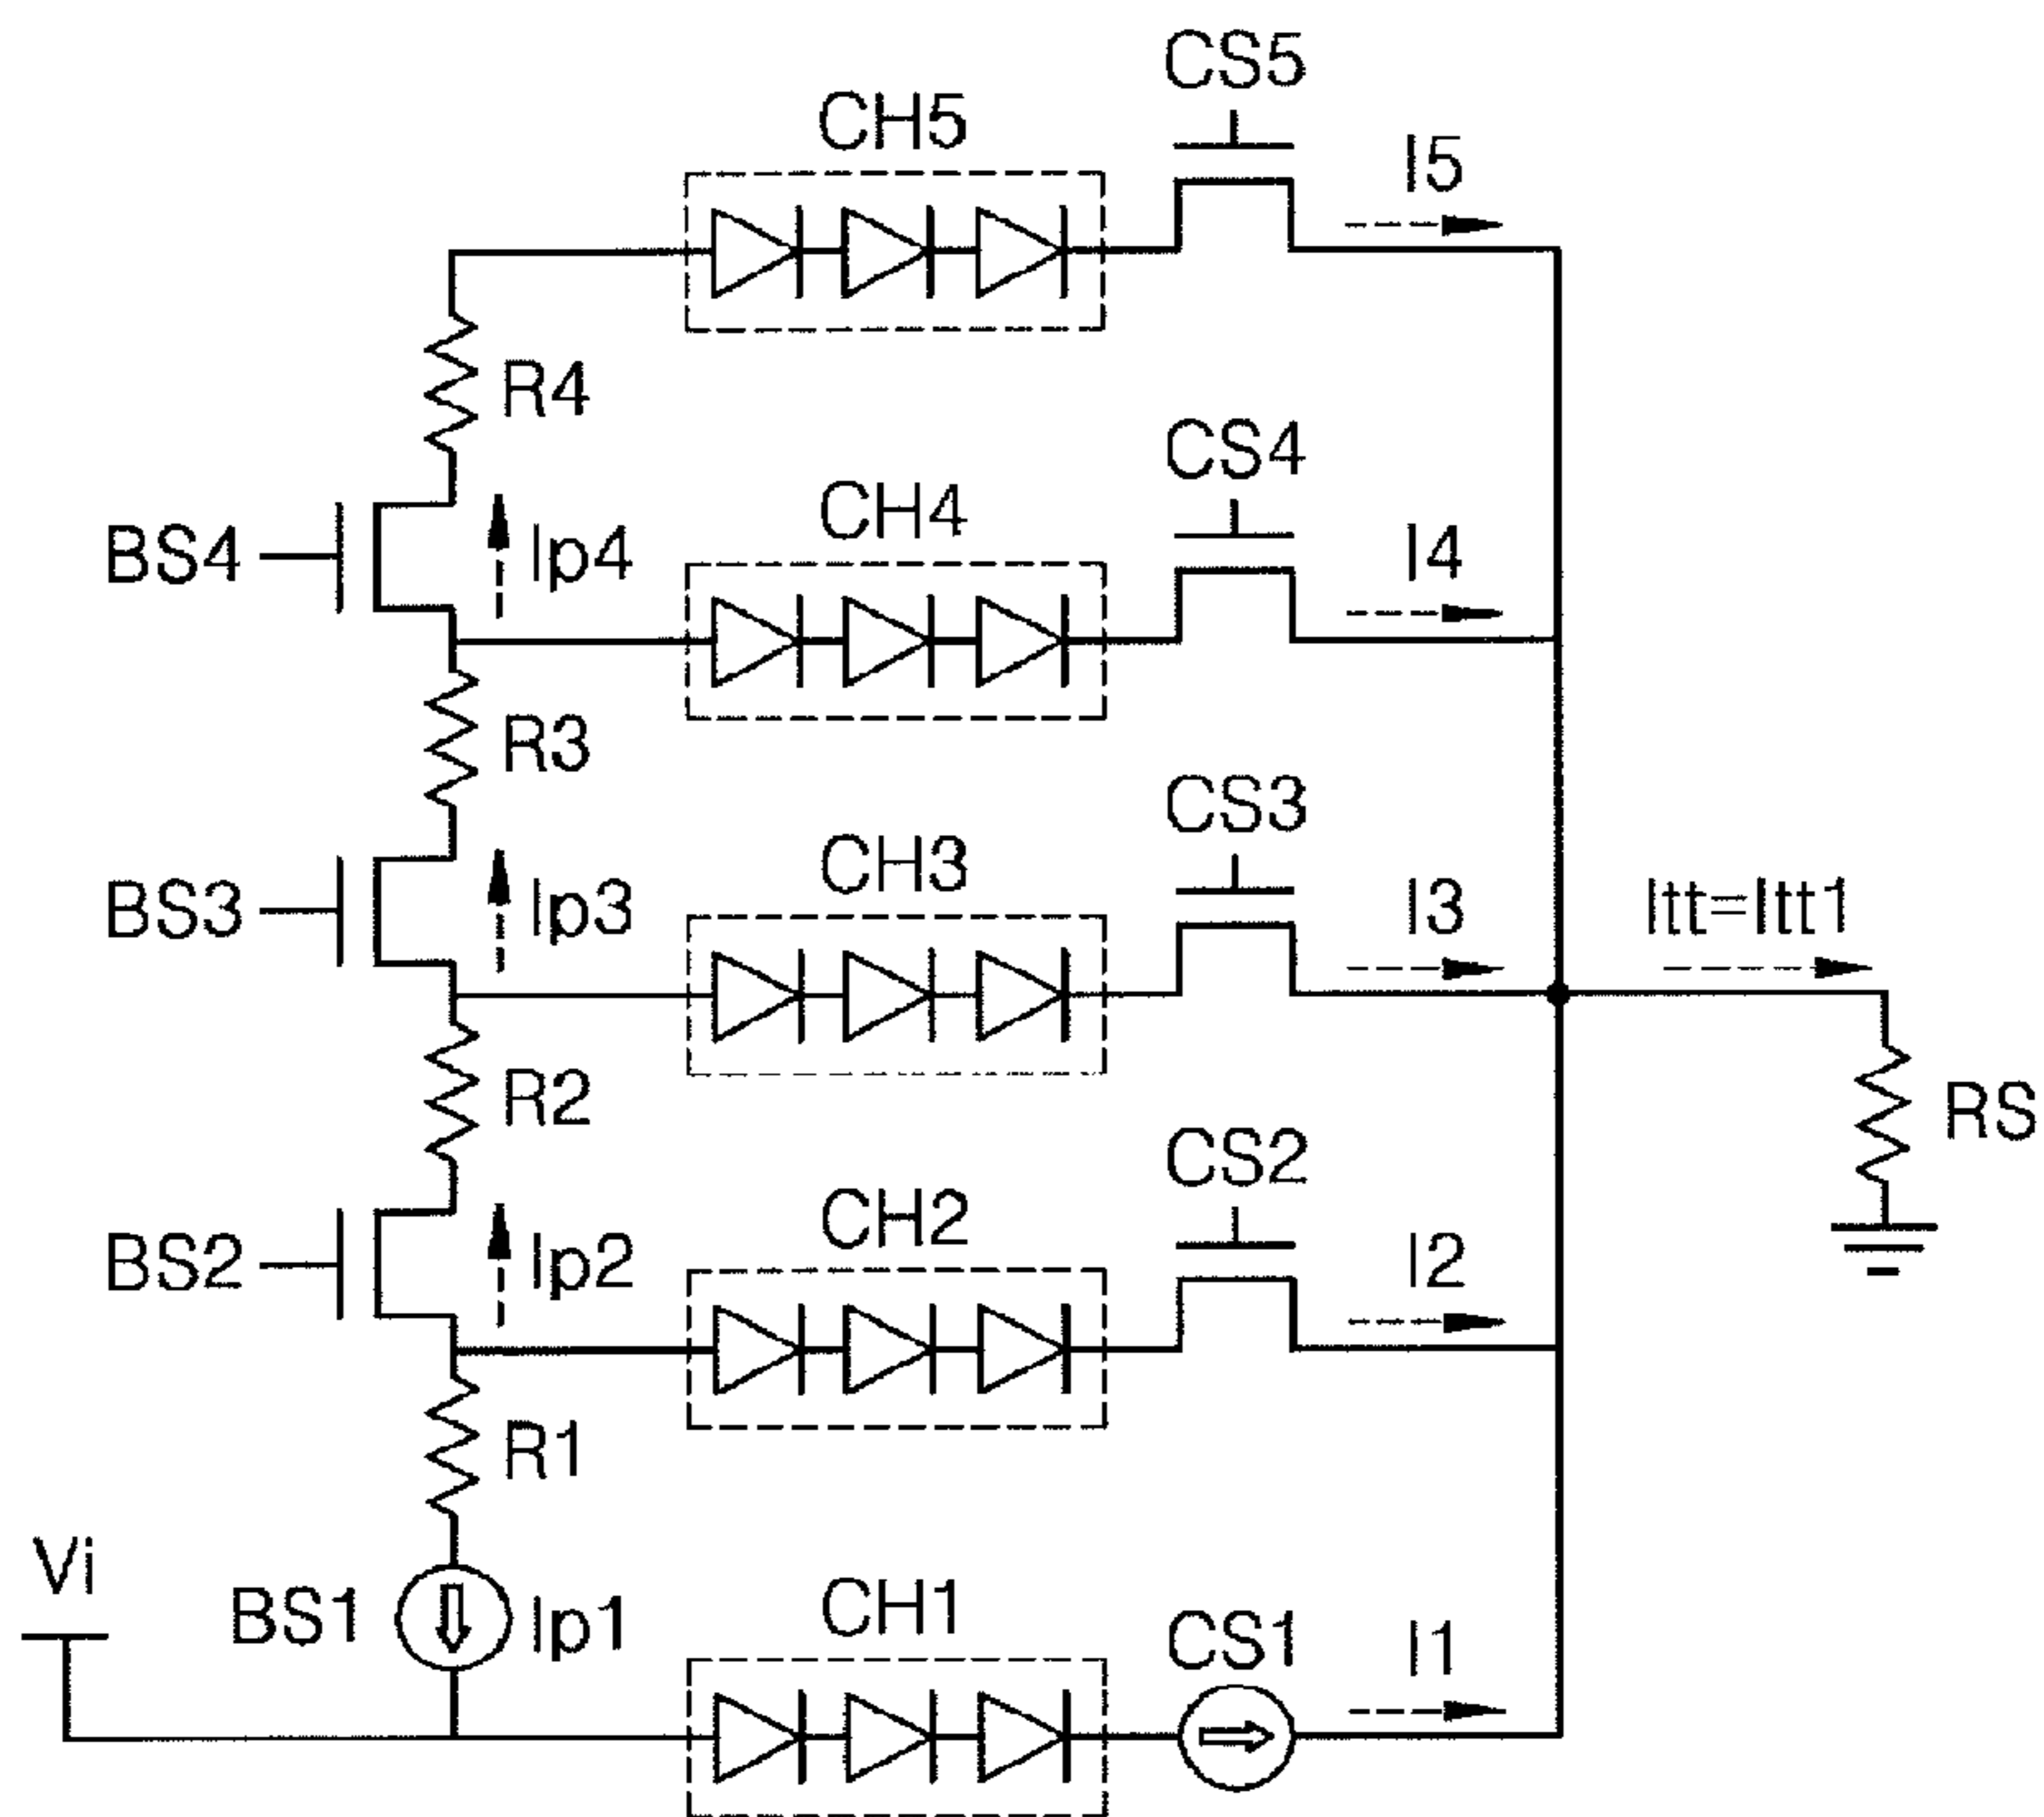 CS5
CH5
I5
R4
CS4
CH4
BS4
Ip4
I4
R3
CS3
CH3
BS3
Ip3
I3
Itt=Itt1
R2
RS
CS2
CH2
BS2
Ip2
I2
R1
Vi
BS1
Ip1
CH1
CS1
I1